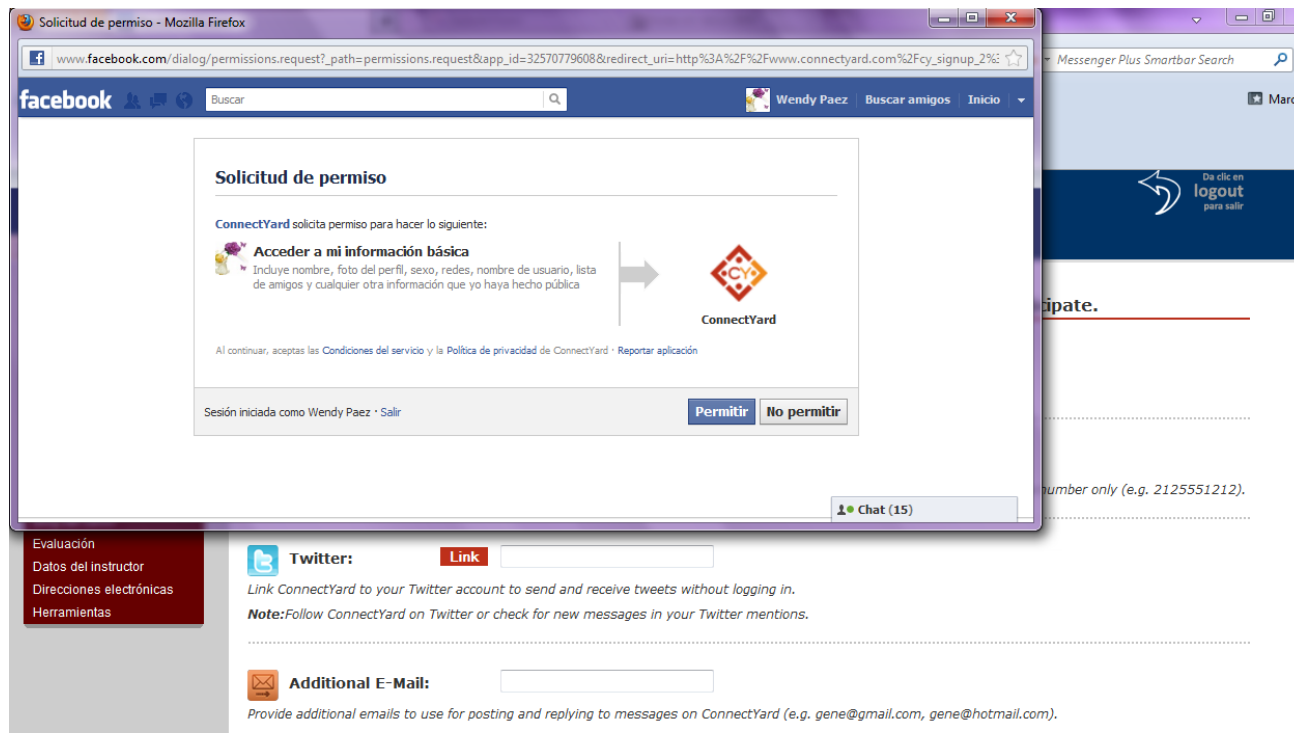 Solicitud de permiso - Mozilla Firefox
www.facebook.com/dialog/permissions.request?_path=permissions.request&app_id=32570779608&redirect_uri=http%3A%2F%2Fwww.connectyard.com%2Fcy_signup_2%3
Messenger Plus Smartbar Search
facebook
Buscar
Wendy Paez
Buscar amigos
Inicio
Marc
Solicitud de permiso
ConnectYard solicita permiso para hacer lo siguiente:
Acceder a mi información básica
Incluye nombre, foto del perfil, sexo, redes, nombre de usuario, lista
de amigos y cualquier otra información que yo haya hecho pública
CY
ConnectYard
Al continuar, aceptas las Condiciones del servicio y la Política de privacidad de ConnectYard · Reportar aplicación
Sesión iniciada como Wendy Paez · Salir
Permitir
No permitir
Chat (15)
Da clic en
logout
para salir
cipate.
number only (e.g. 2125551212).
Evaluación
Datos del instructor
Direcciones electrónicas
Herramientas
Twitter:
Link
Link ConnectYard to your Twitter account to send and receive tweets without logging in.
Note:Follow ConnectYard on Twitter or check for new messages in your Twitter mentions.
Additional E-Mail:
Provide additional emails to use for posting and replying to messages on ConnectYard (e.g. gene@gmail.com, gene@hotmail.com).